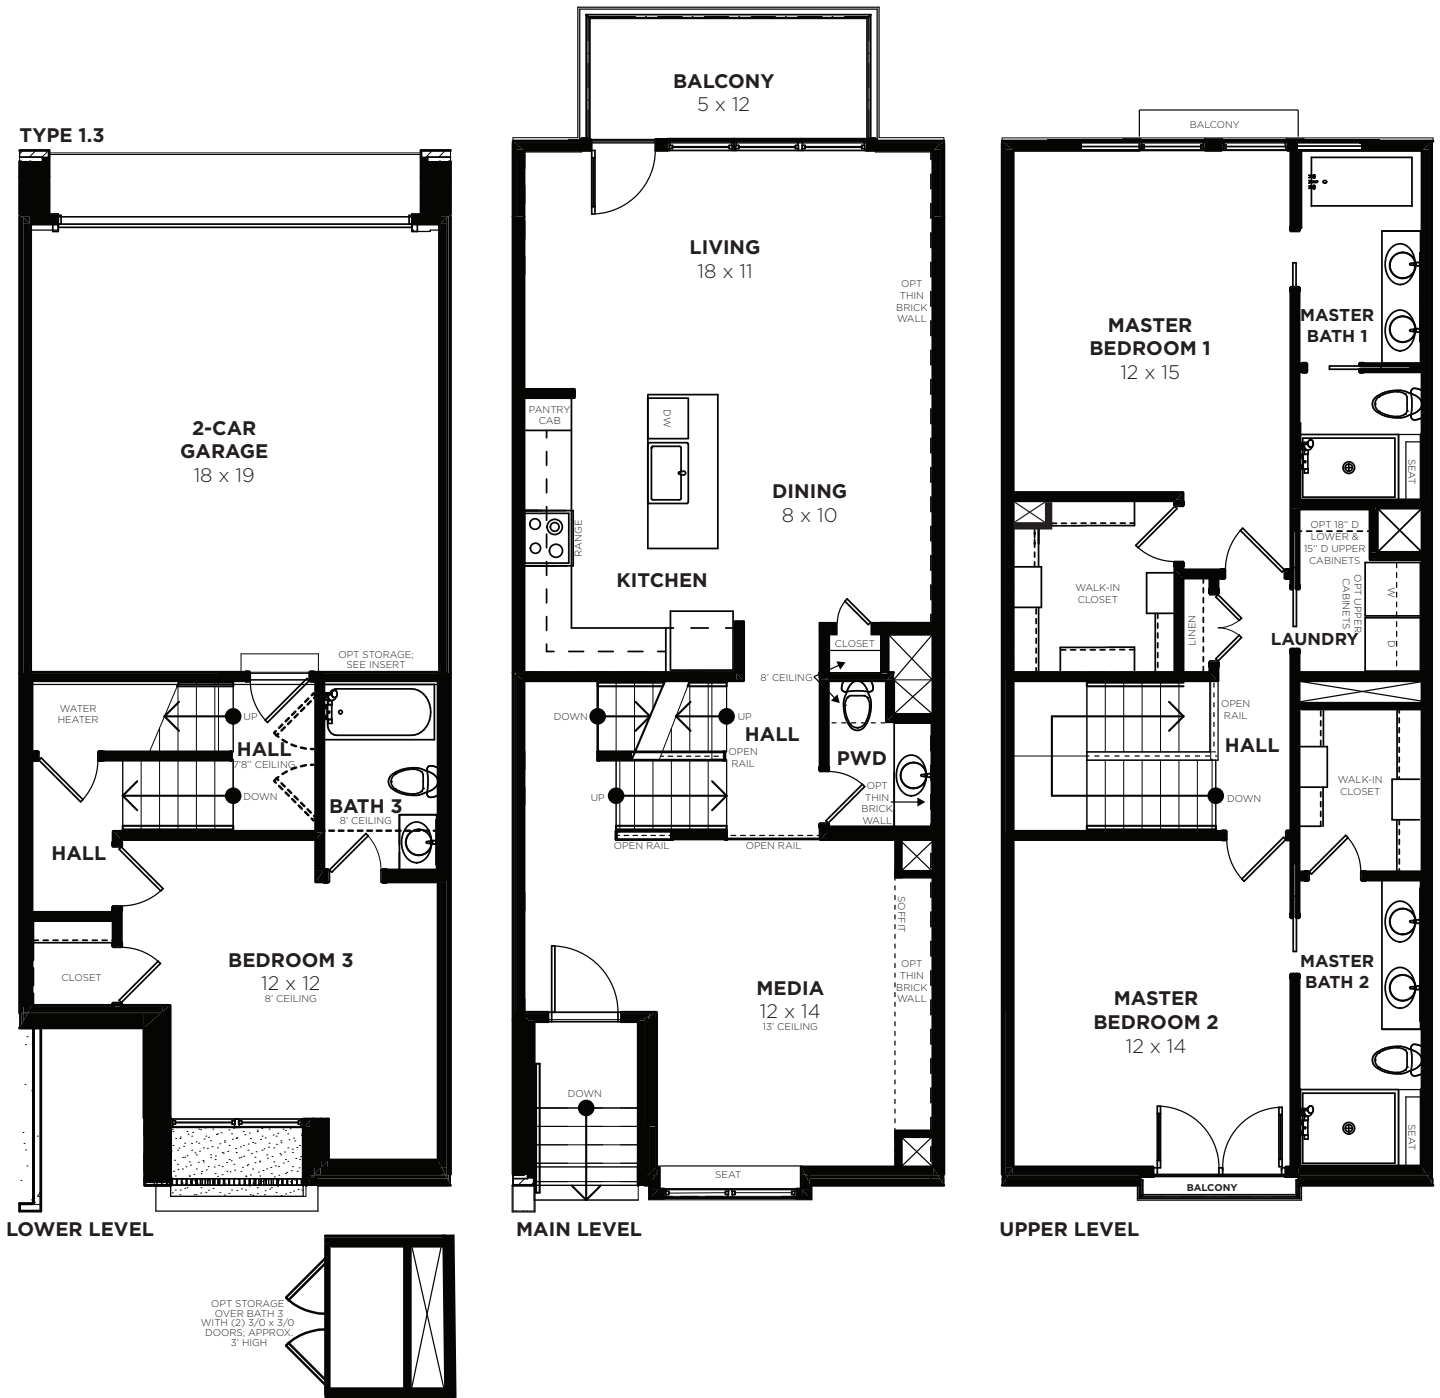 TYPE 1.3
2-CAR
GARAGE
18 x 19
OPT STORAGE;
SEE INSERT
WATER
HEATER
UP
HALL
7'8" CEILING
DOWN
BATH 3
8' CEILING
HALL
CLOSET
BEDROOM 3
12 x 12
8' CEILING
LOWER LEVEL
OPT STORAGE
OVER BATH 3
WITH (2) 3/0 x 3/0
DOORS; APPROX.
3' HIGH
BALCONY
5 x 12
LIVING
18 x 11
OPT
THIN
BRICK
WALL
PANTRY
CAB
DW
DINING
8 x 10
RANGE
KITCHEN
CLOSET
8' CEILING
DOWN
UP
HALL
OPEN
RAIL
PWD
UP
OPT
THIN
BRICK
WALL
OPEN RAIL
OPEN RAIL
SOFFIT
OPT
THIN
BRICK
WALL
MEDIA
12 x 14
13' CEILING
DOWN
SEAT
MAIN LEVEL
BALCONY
MASTER
BEDROOM 1
12 x 15
MASTER
BATH 1
SEAT
OPT 18" D
LOWER &
15" D UPPER
CABINETS
OPT UPPER
CABINETS
W
D
WALK-IN
CLOSET
LINEN
LAUNDRY
OPEN
RAIL
HALL
DOWN
WALK-IN
CLOSET
MASTER
BATH 2
MASTER
BEDROOM 2
12 x 14
SEAT
BALCONY
UPPER LEVEL